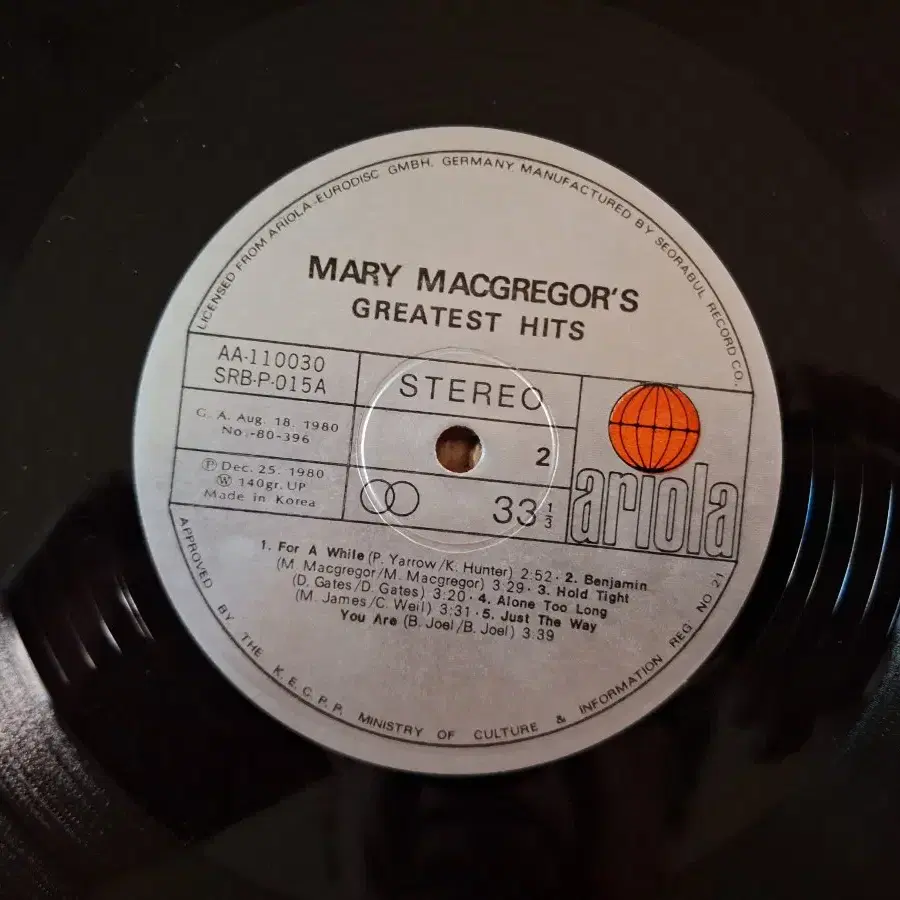 LICENSED FROM ARIOLA-EURODISC GMBH. GERMANY MANUFACTURED BY SEORABUL RECORD CO.
MARY MACGREGOR'S
GREATEST HITS
AA-110030
SRB-P-015A
STEREO
G. A. Aug. 18. 1980
No.-80-396
2
Ⓟ Dec. 25. 1980
Ⓦ 140gr. UP
Made in Korea
33 1/3
ariola
1. For A While (P. Yarrow/K. Hunter) 2:52 · 2. Benjamin
(M. Macgregor/M. Macgregor) 3:29 · 3. Hold Tight
(D. Gates/D. Gates) 3:20 · 4. Alone Too Long
(M. James/C. Weil) 3:31 · 5. Just The Way
You Are (B. Joel/B. Joel) 3:39
APPROVED BY THE K.E.C.P.P. MINISTRY OF CULTURE & INFORMATION REG NO 21